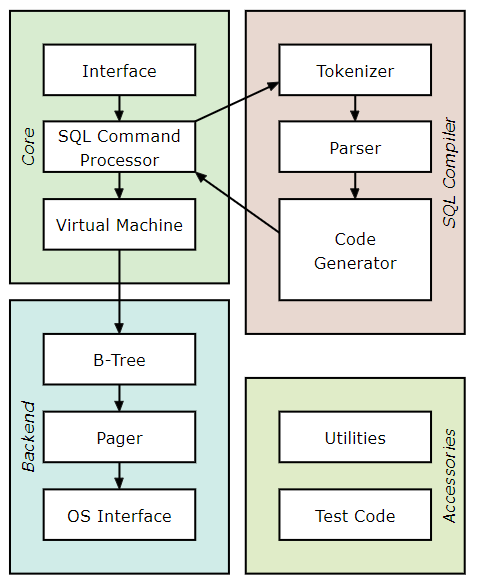 Core
Interface
SQL Command
Processor
Virtual Machine
SQL Compiler
Tokenizer
Parser
Code
Generator
Backend
B-Tree
Pager
OS Interface
Accessories
Utilities
Test Code